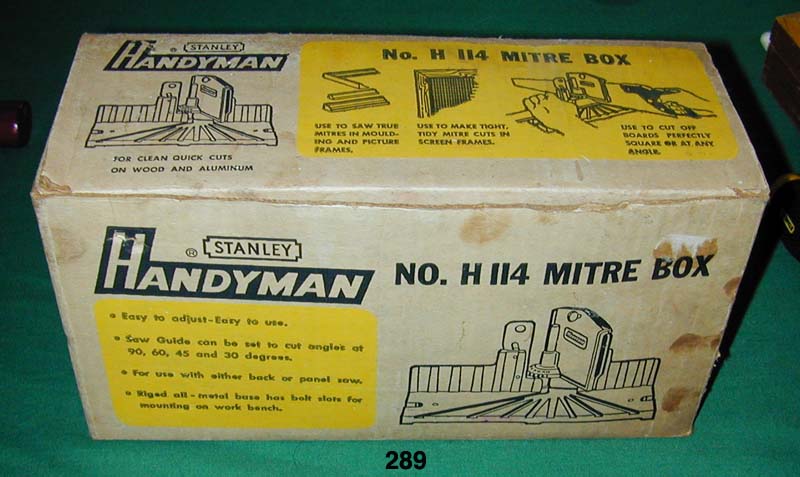 STANLEY
HANDYMAN
®
FOR CLEAN QUICK CUTS
ON WOOD AND ALUMINUM
No. H 114 MITRE BOX
USE TO SAW TRUE
MITRES IN MOULD-
ING AND PICTURE
FRAMES.
USE TO MAKE TIGHT,
TIDY MITRE CUTS IN
SCREEN FRAMES.
USE TO CUT OFF
BOARDS PERFECTLY
SQUARE OR AT ANY
ANGLE.
® STANLEY
HANDYMAN
NO. H 114 MITRE BOX
• Easy to adjust-Easy to use.
• Saw Guide can be set to cut angles at
90, 60, 45 and 30 degrees.
• For use with either back or panel saw.
• Riged all-metal base has bolt slots for
mounting on work bench.
289